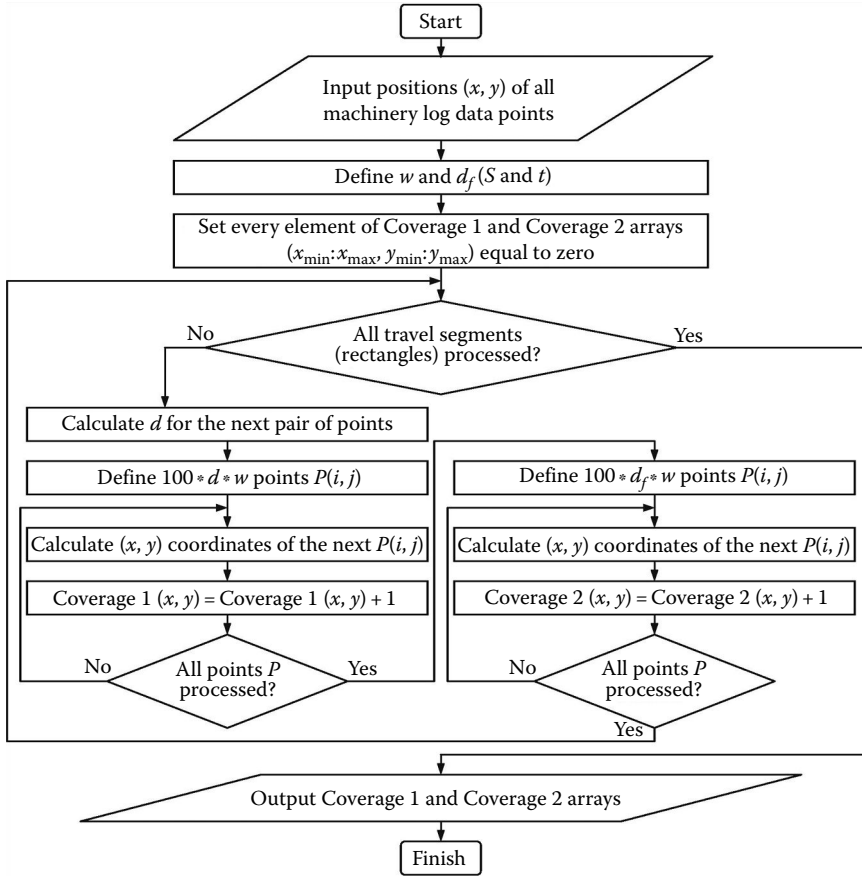 Start
Input positions (x, y) of all
machinery log data points
Define w and d_f (S and t)
Set every element of Coverage 1 and Coverage 2 arrays
(x_min:x_max, y_min:y_max) equal to zero
No
All travel segments
(rectangles) processed?
Yes
Calculate d for the next pair of points
Define 100 * d * w points P(i, j)
Calculate (x, y) coordinates of the next P(i, j)
Coverage 1 (x, y) = Coverage 1 (x, y) + 1
No
All points P
processed?
Yes
Define 100 * d_f * w points P(i, j)
Calculate (x, y) coordinates of the next P(i, j)
Coverage 2 (x, y) = Coverage 2 (x, y) + 1
No
All points P
processed?
Yes
Output Coverage 1 and Coverage 2 arrays
Finish